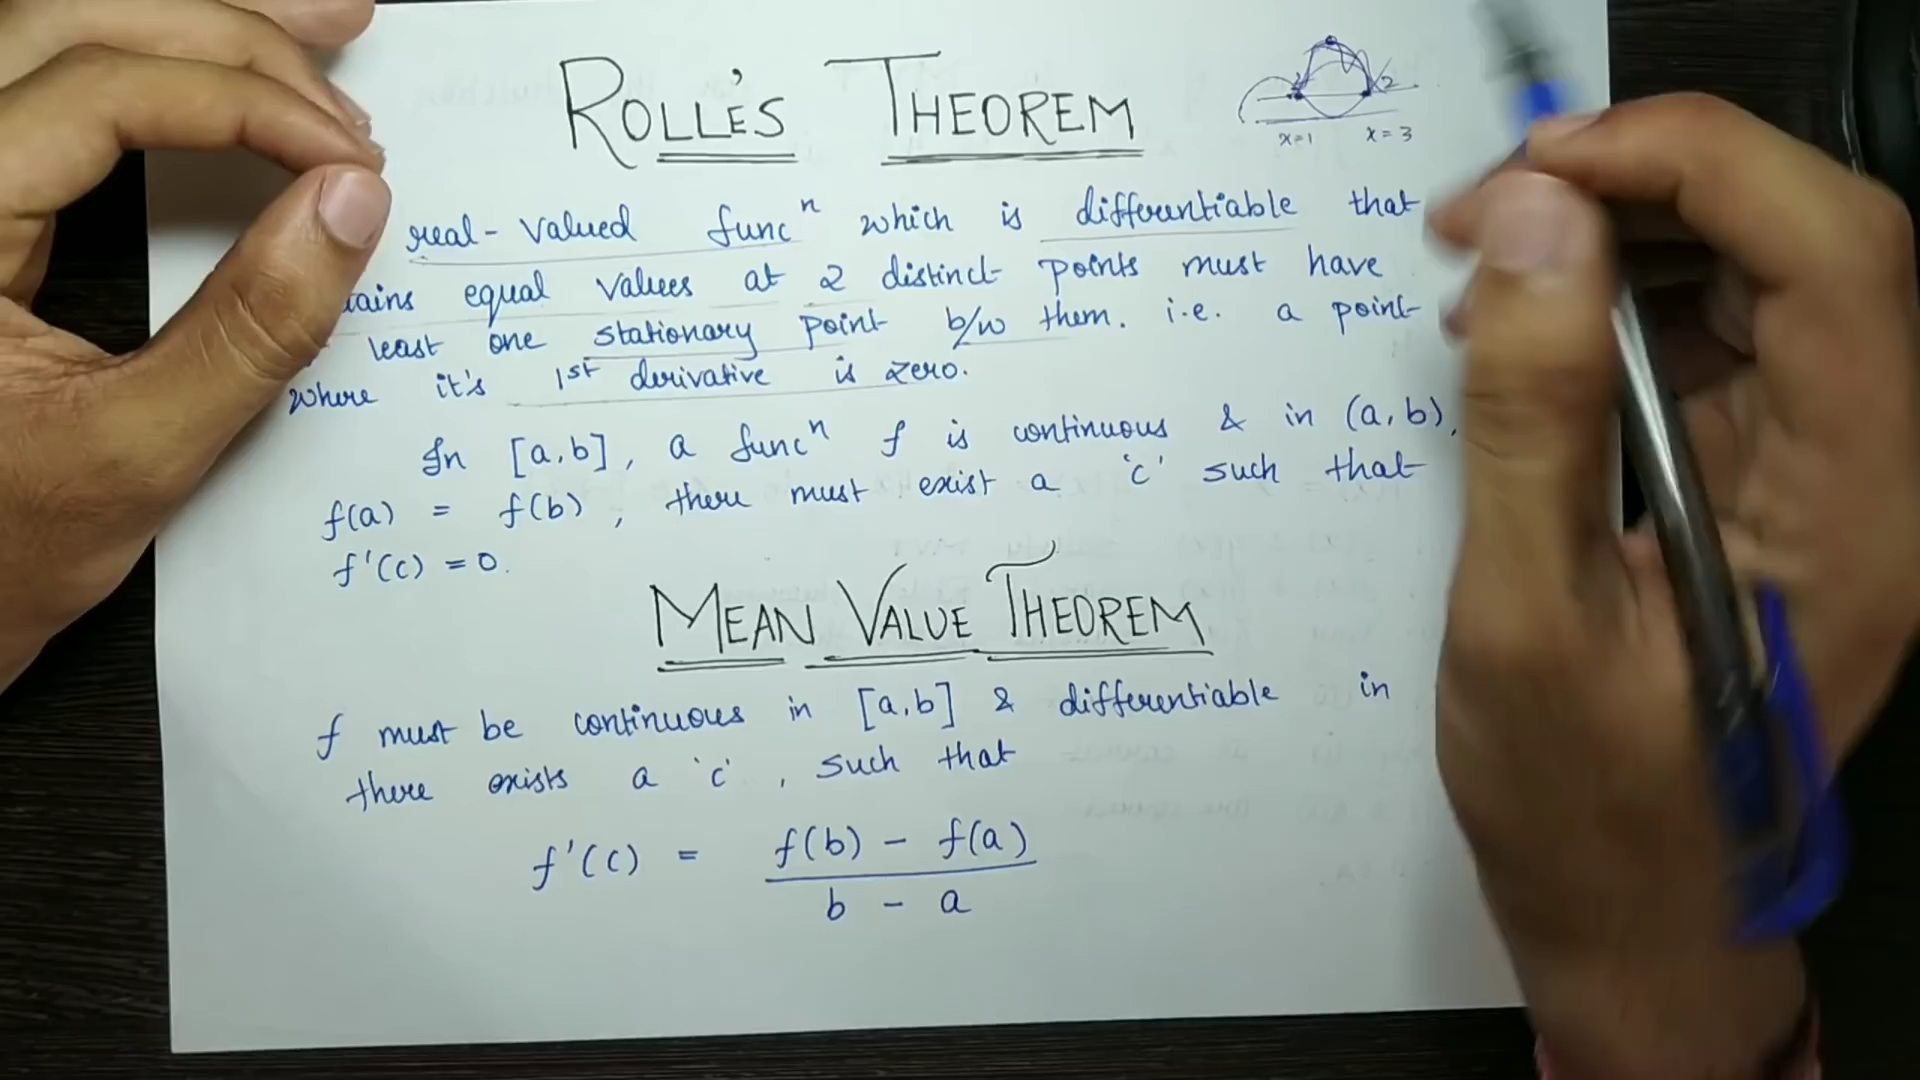 ROLLE'S THEOREM
2
x=1 x=3
real-valued funcⁿ which is differentiable that
equal values at 2 distinct points must have
least one stationary point b/w them. i.e. a point
where it's 1st derivative is zero.
In [a,b], a funcⁿ f is continuous & in (a,b),
f(a) = f(b), there must exist a 'c' such that
f'(c) = 0.
MEAN VALUE THEOREM
f must be continuous in [a,b] & differentiable in
there exists a 'c', such that
f'(c) = f(b) - f(a)
b - a